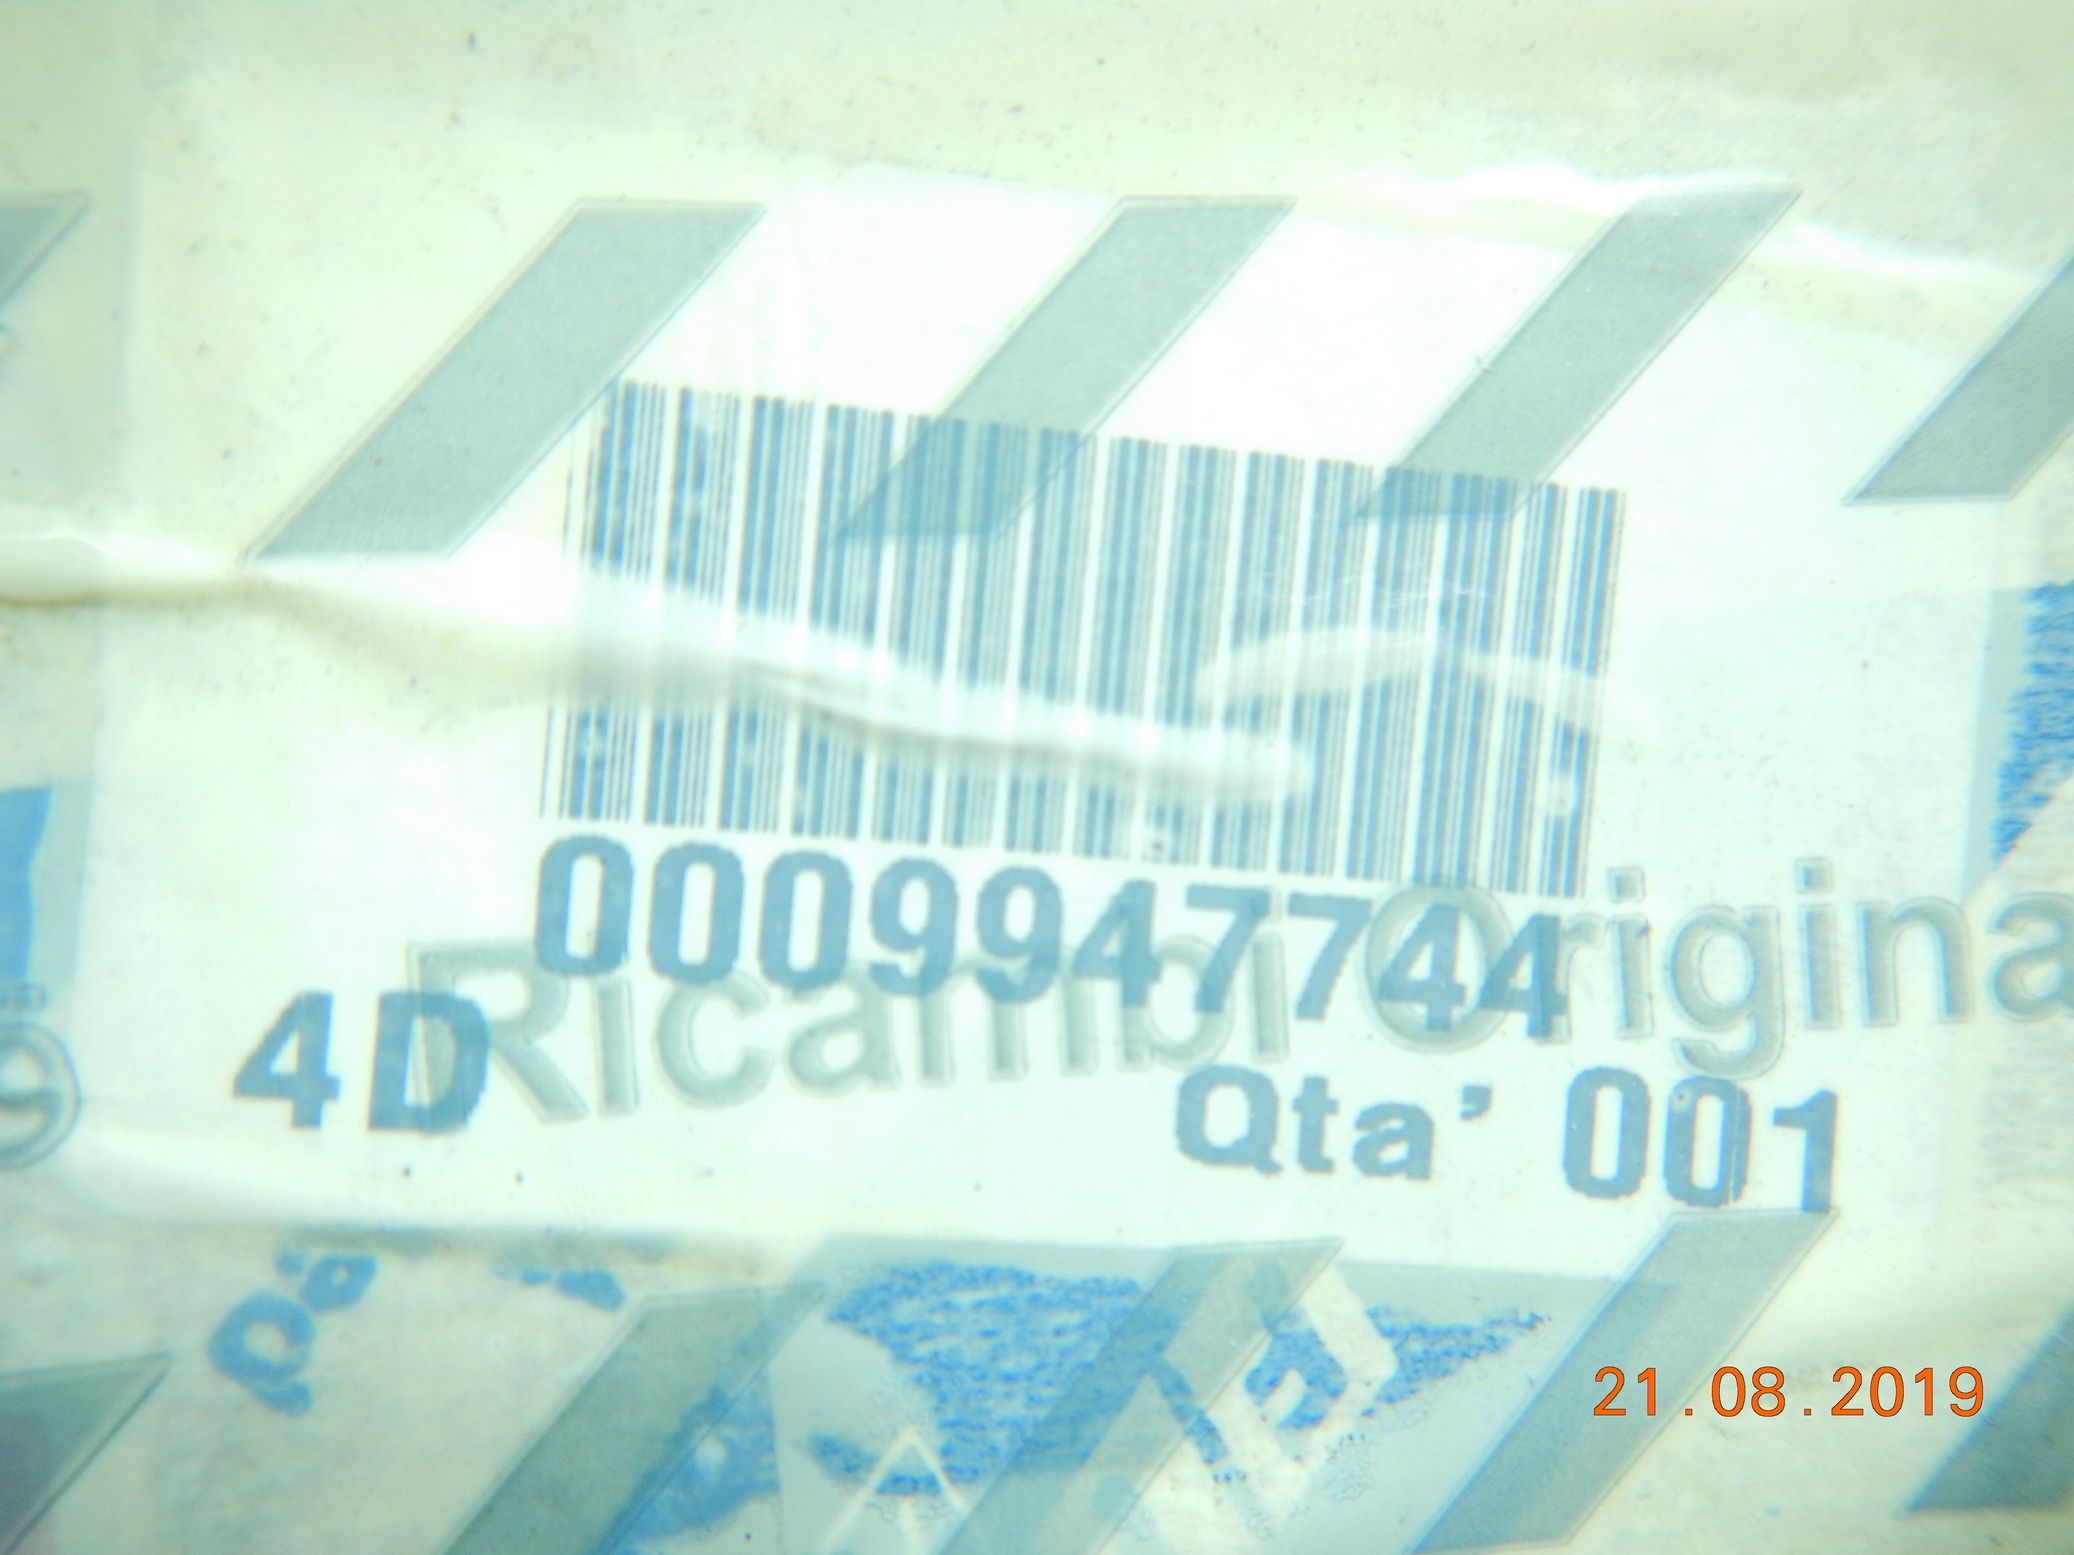 0009947744
Ricambi Origina
4D
Qta' 001
21.08.2019